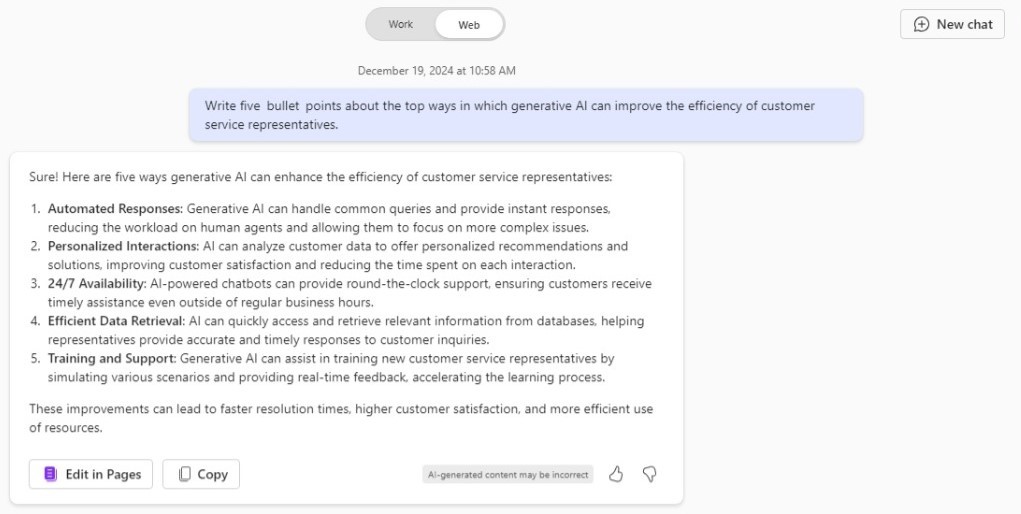 Work Web
New chat
December 19, 2024 at 10:58 AM
Write five bullet points about the top ways in which generative AI can improve the efficiency of customer
service representatives.
Sure! Here are five ways generative AI can enhance the efficiency of customer service representatives:
1. Automated Responses: Generative AI can handle common queries and provide instant responses,
reducing the workload on human agents and allowing them to focus on more complex issues.
2. Personalized Interactions: AI can analyze customer data to offer personalized recommendations and
solutions, improving customer satisfaction and reducing the time spent on each interaction.
3. 24/7 Availability: AI-powered chatbots can provide round-the-clock support, ensuring customers receive
timely assistance even outside of regular business hours.
4. Efficient Data Retrieval: AI can quickly access and retrieve relevant information from databases, helping
representatives provide accurate and timely responses to customer inquiries.
5. Training and Support: Generative AI can assist in training new customer service representatives by
simulating various scenarios and providing real-time feedback, accelerating the learning process.
These improvements can lead to faster resolution times, higher customer satisfaction, and more efficient use
of resources.
Edit in Pages Copy AI-generated content may be incorrect